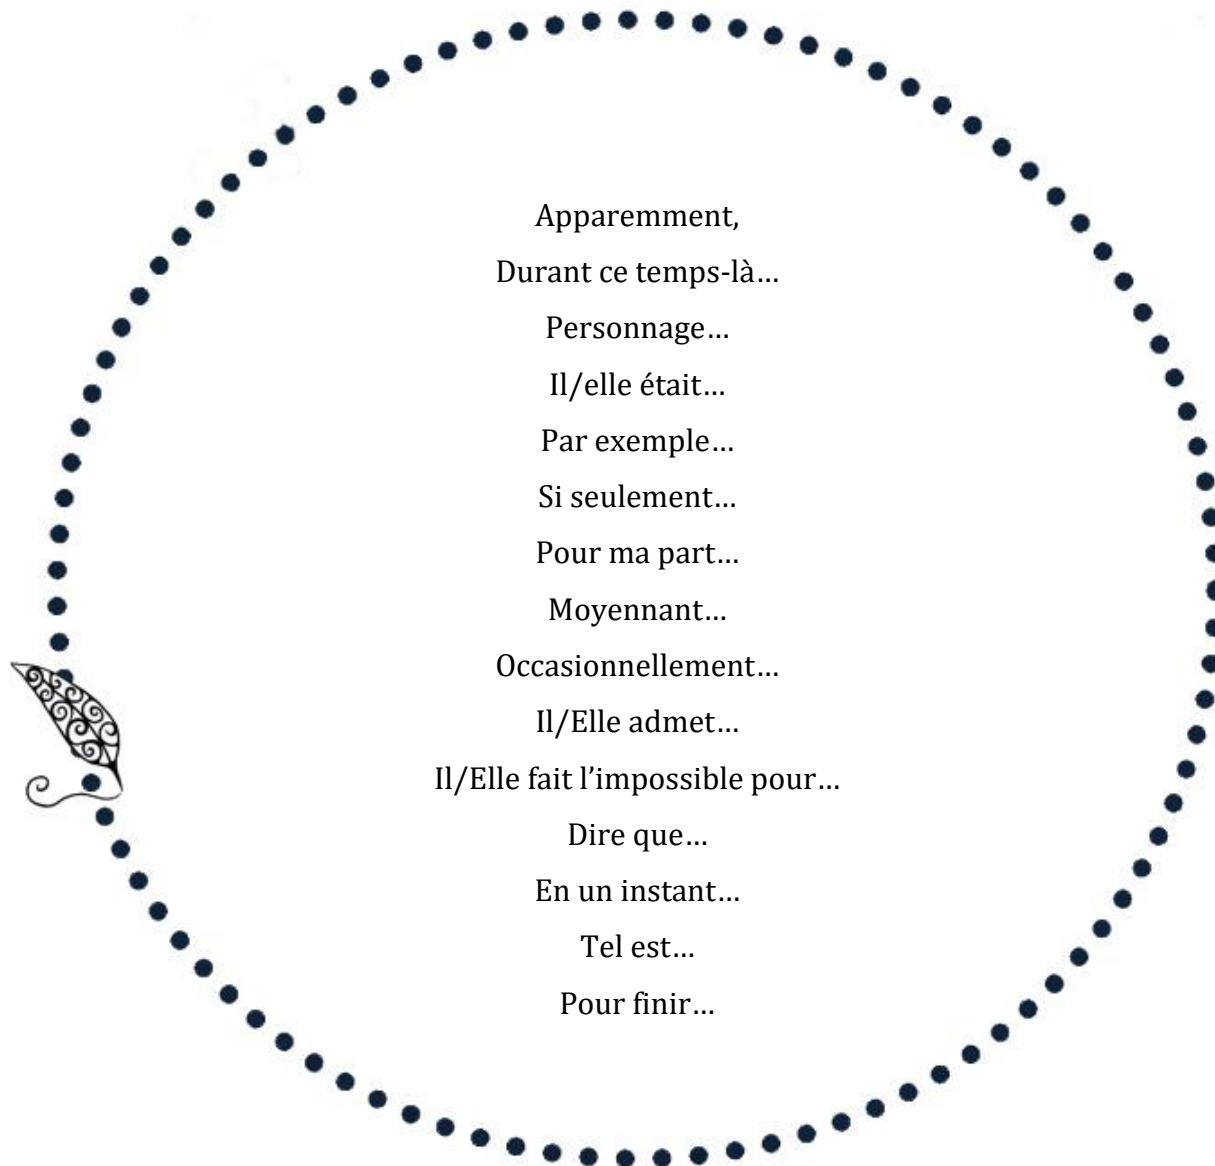 Apparemment,
Durant ce temps-là…
Personnage…
Il/elle était…
Par exemple…
Si seulement…
Pour ma part…
Moyennant…
Occasionnellement…
Il/Elle admet…
Il/Elle fait l’impossible pour…
Dire que…
En un instant…
Tel est…
Pour finir…